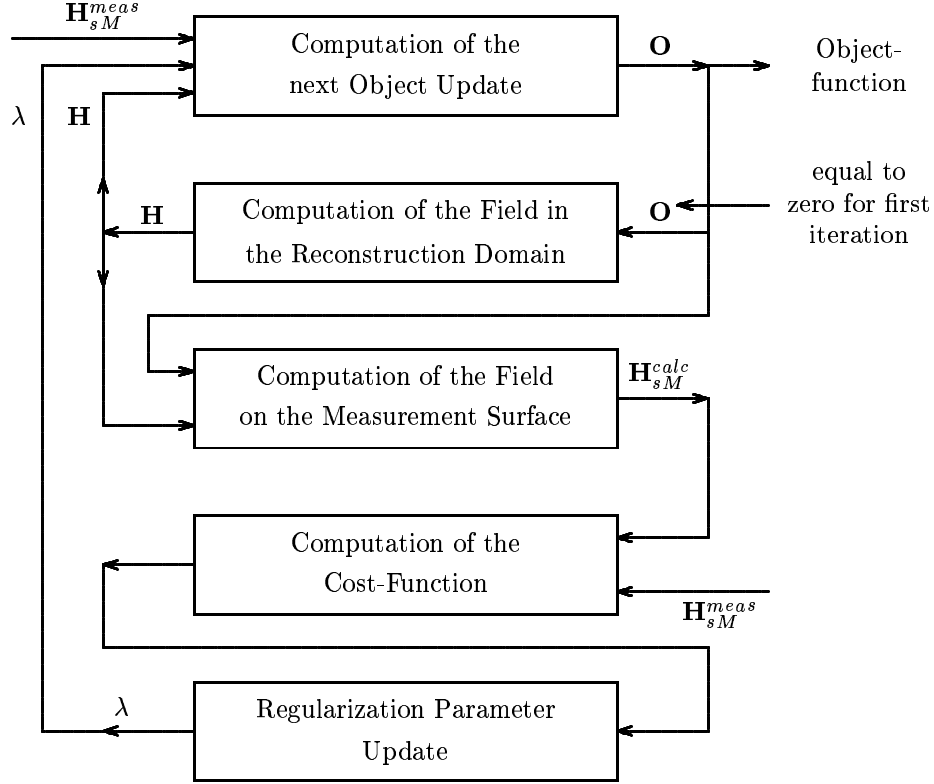 H_{sM}^{meas}
Computation of the
next Object Update
O
Object-
function
λ
H
equal to
zero for first
iteration
H
Computation of the Field in
the Reconstruction Domain
O
Computation of the Field
on the Measurement Surface
H_{sM}^{calc}
Computation of the
Cost-Function
H_{sM}^{meas}
λ
Regularization Parameter
Update